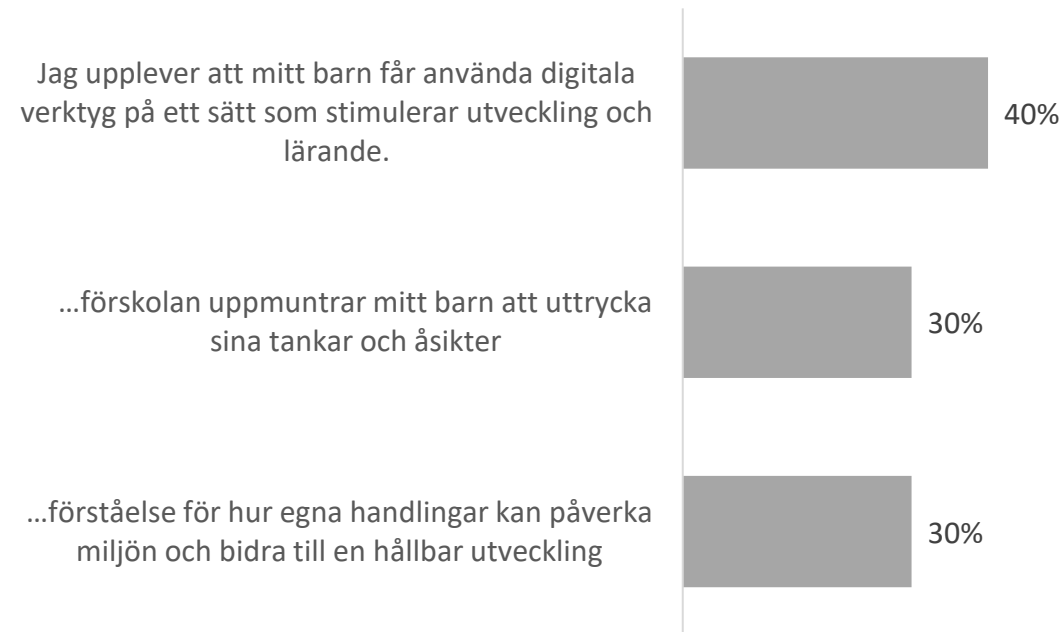 Jag upplever att mitt barn får använda digitala
verktyg på ett sätt som stimulerar utveckling och
lärande.
40%
…förskolan uppmuntrar mitt barn att uttrycka
sina tankar och åsikter
30%
…förståelse för hur egna handlingar kan påverka
miljön och bidra till en hållbar utveckling
30%